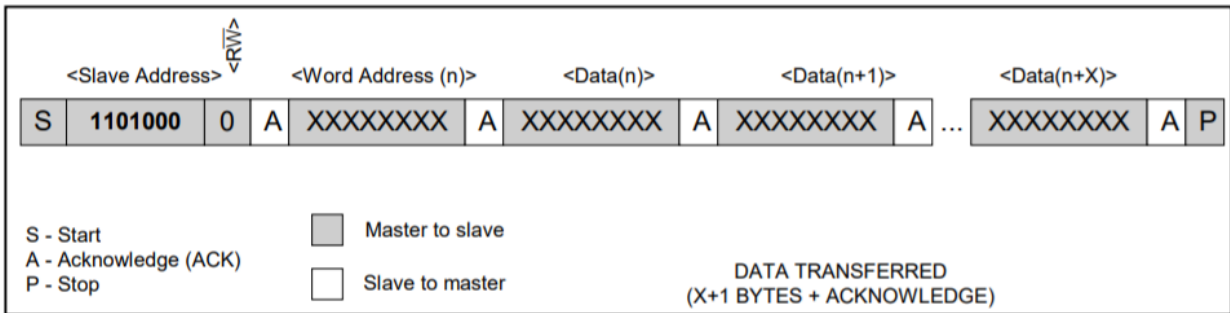 <RW̅>
<Slave Address> <Word Address (n)> <Data(n)> <Data(n+1)> <Data(n+X)>
S 1101000 0 A XXXXXXXX A XXXXXXXX A XXXXXXXX A ... XXXXXXXX A P
S - Start
A - Acknowledge (ACK)
P - Stop
Master to slave
Slave to master
DATA TRANSFERRED
(X+1 BYTES + ACKNOWLEDGE)